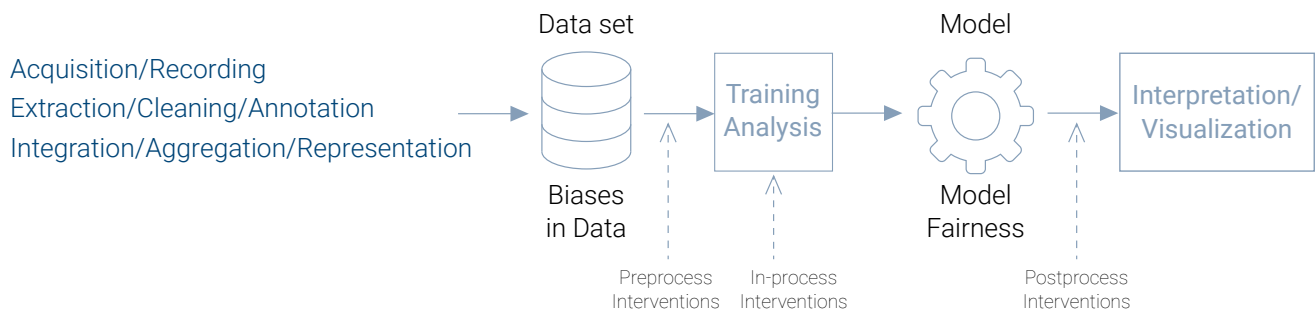 Acquisition/Recording
Extraction/Cleaning/Annotation
Integration/Aggregation/Representation
Data set
Biases
in Data
Preprocess
Interventions
Training
Analysis
In-process
Interventions
Model
Model
Fairness
Postprocess
Interventions
Interpretation/
Visualization